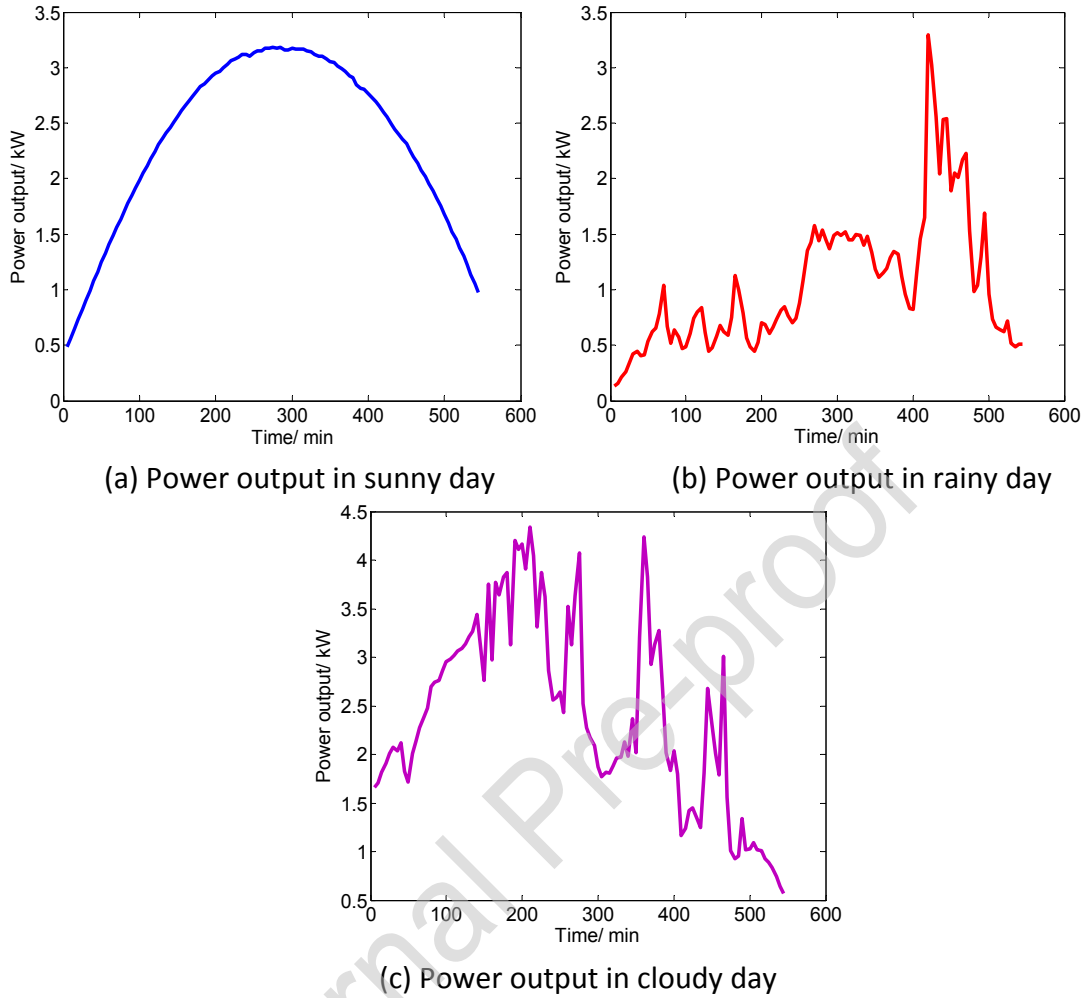 3.5
3
2.5
2
1.5
1
0.5
0
Power output/ kW
0 100 200 300 400 500 600
Time/ min
(a) Power output in sunny day
3.5
3
2.5
2
1.5
1
0.5
0
Power output/ kW
0 100 200 300 400 500 600
Time/ min
(b) Power output in rainy day
4.5
4
3.5
3
2.5
2
1.5
1
0.5
Power output/ kW
0 100 200 300 400 500 600
Time/ min
(c) Power output in cloudy day
rnal Pre-proof